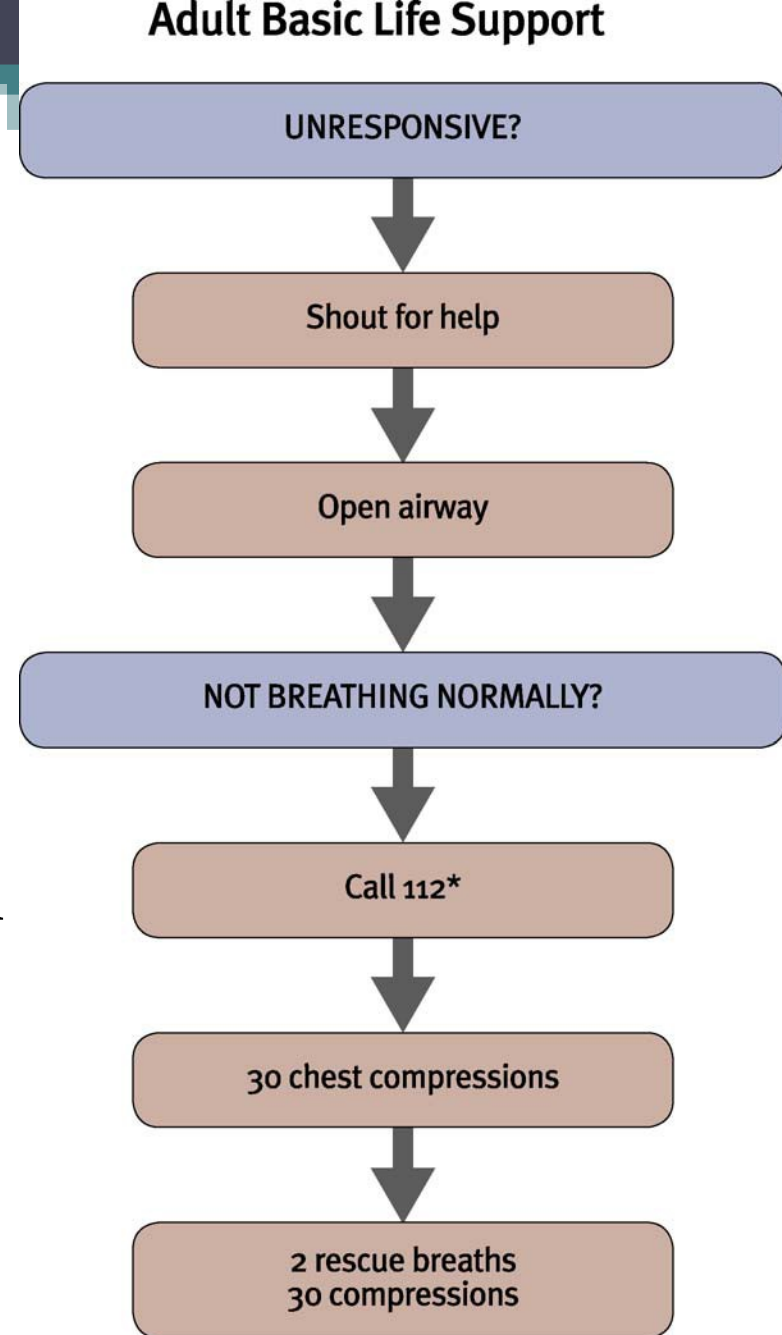 Adult Basic Life Support
UNRESPONSIVE?
Shout for help
Open airway
NOT BREATHING NORMALLY?
Call 112*
30 chest compressions
2 rescue breaths
30 compressions